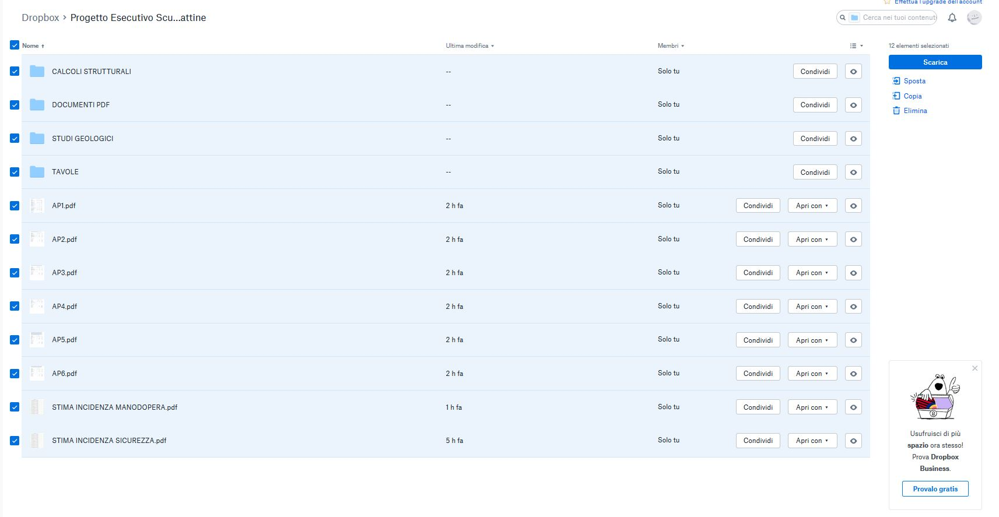 Effettua l'upgrade dell'account
Dropbox › Progetto Esecutivo Scu...attine
Cerca nei tuoi contenut
Nome Ultima modifica Membri
12 elementi selezionati
Scarica
Sposta
Copia
Elimina
CALCOLI STRUTTURALI -- Solo tu Condividi
DOCUMENTI PDF -- Solo tu Condividi
STUDI GEOLOGICI -- Solo tu Condividi
TAVOLE -- Solo tu Condividi
AP1.pdf 2 h fa Solo tu Condividi Apri con
AP2.pdf 2 h fa Solo tu Condividi Apri con
AP3.pdf 2 h fa Solo tu Condividi Apri con
AP4.pdf 2 h fa Solo tu Condividi Apri con
AP5.pdf 2 h fa Solo tu Condividi Apri con
AP6.pdf 2 h fa Solo tu Condividi Apri con
STIMA INCIDENZA MANODOPERA.pdf 1 h fa Solo tu Condividi Apri con
STIMA INCIDENZA SICUREZZA.pdf 5 h fa Solo tu Condividi Apri con
Usufruisci di più
spazio ora stesso!
Prova Dropbox
Business.
Provalo gratis